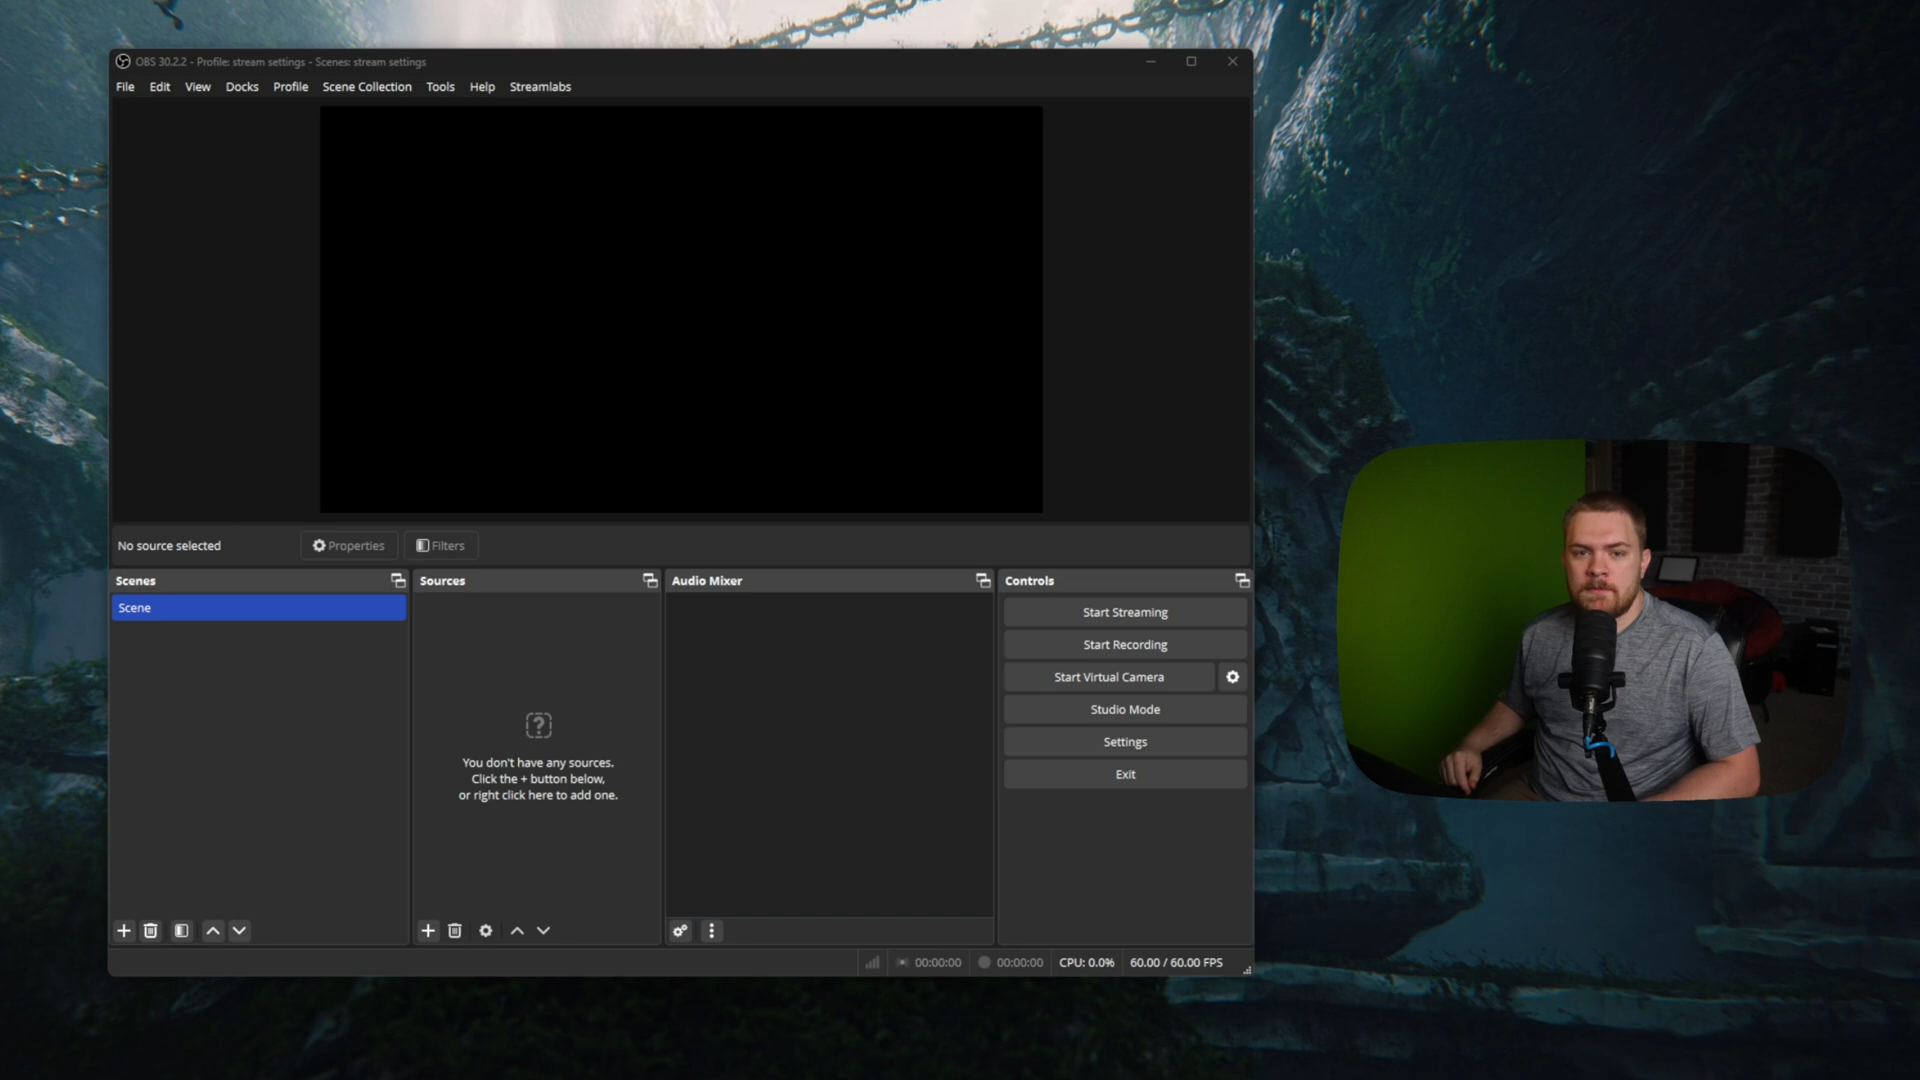 OBS 30.2.2 - Profile: stream settings - Scenes: stream settings
File Edit View Docks Profile Scene Collection Tools Help Streamlabs
No source selected Properties Filters
Scenes Sources Audio Mixer Controls
Scene
Start Streaming
Start Recording
Start Virtual Camera
Studio Mode
Settings
Exit
You don't have any sources.
Click the + button below,
or right click here to add one.
00:00:00 00:00:00 CPU: 0.0% 60.00 / 60.00 FPS